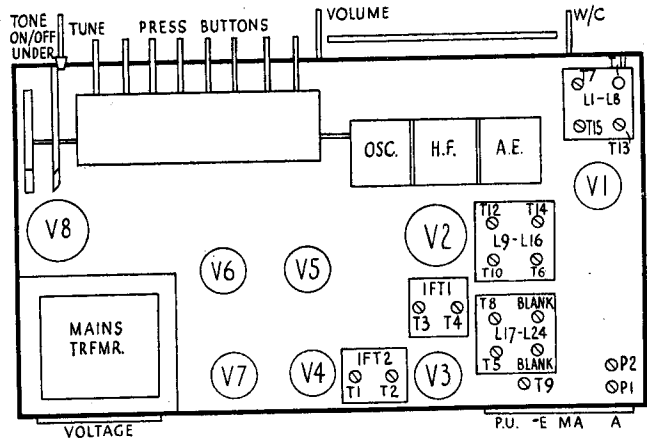 TONE ON/OFF UNDER
TUNE
PRESS BUTTONS
VOLUME
W/C
T7
L1-L8
T15
T13
OSC.
H.F.
A.E.
V1
V8
V2
T12 T14
L9-L16
T10 T6
V6
V5
IFT1
T3 T4
T8 BLANK
L17-L24
T5 BLANK
MAINS
TRFMR.
V7
V4
IFT2
T1 T2
V3
T9
P2
P1
VOLTAGE
P.U. -E MA A